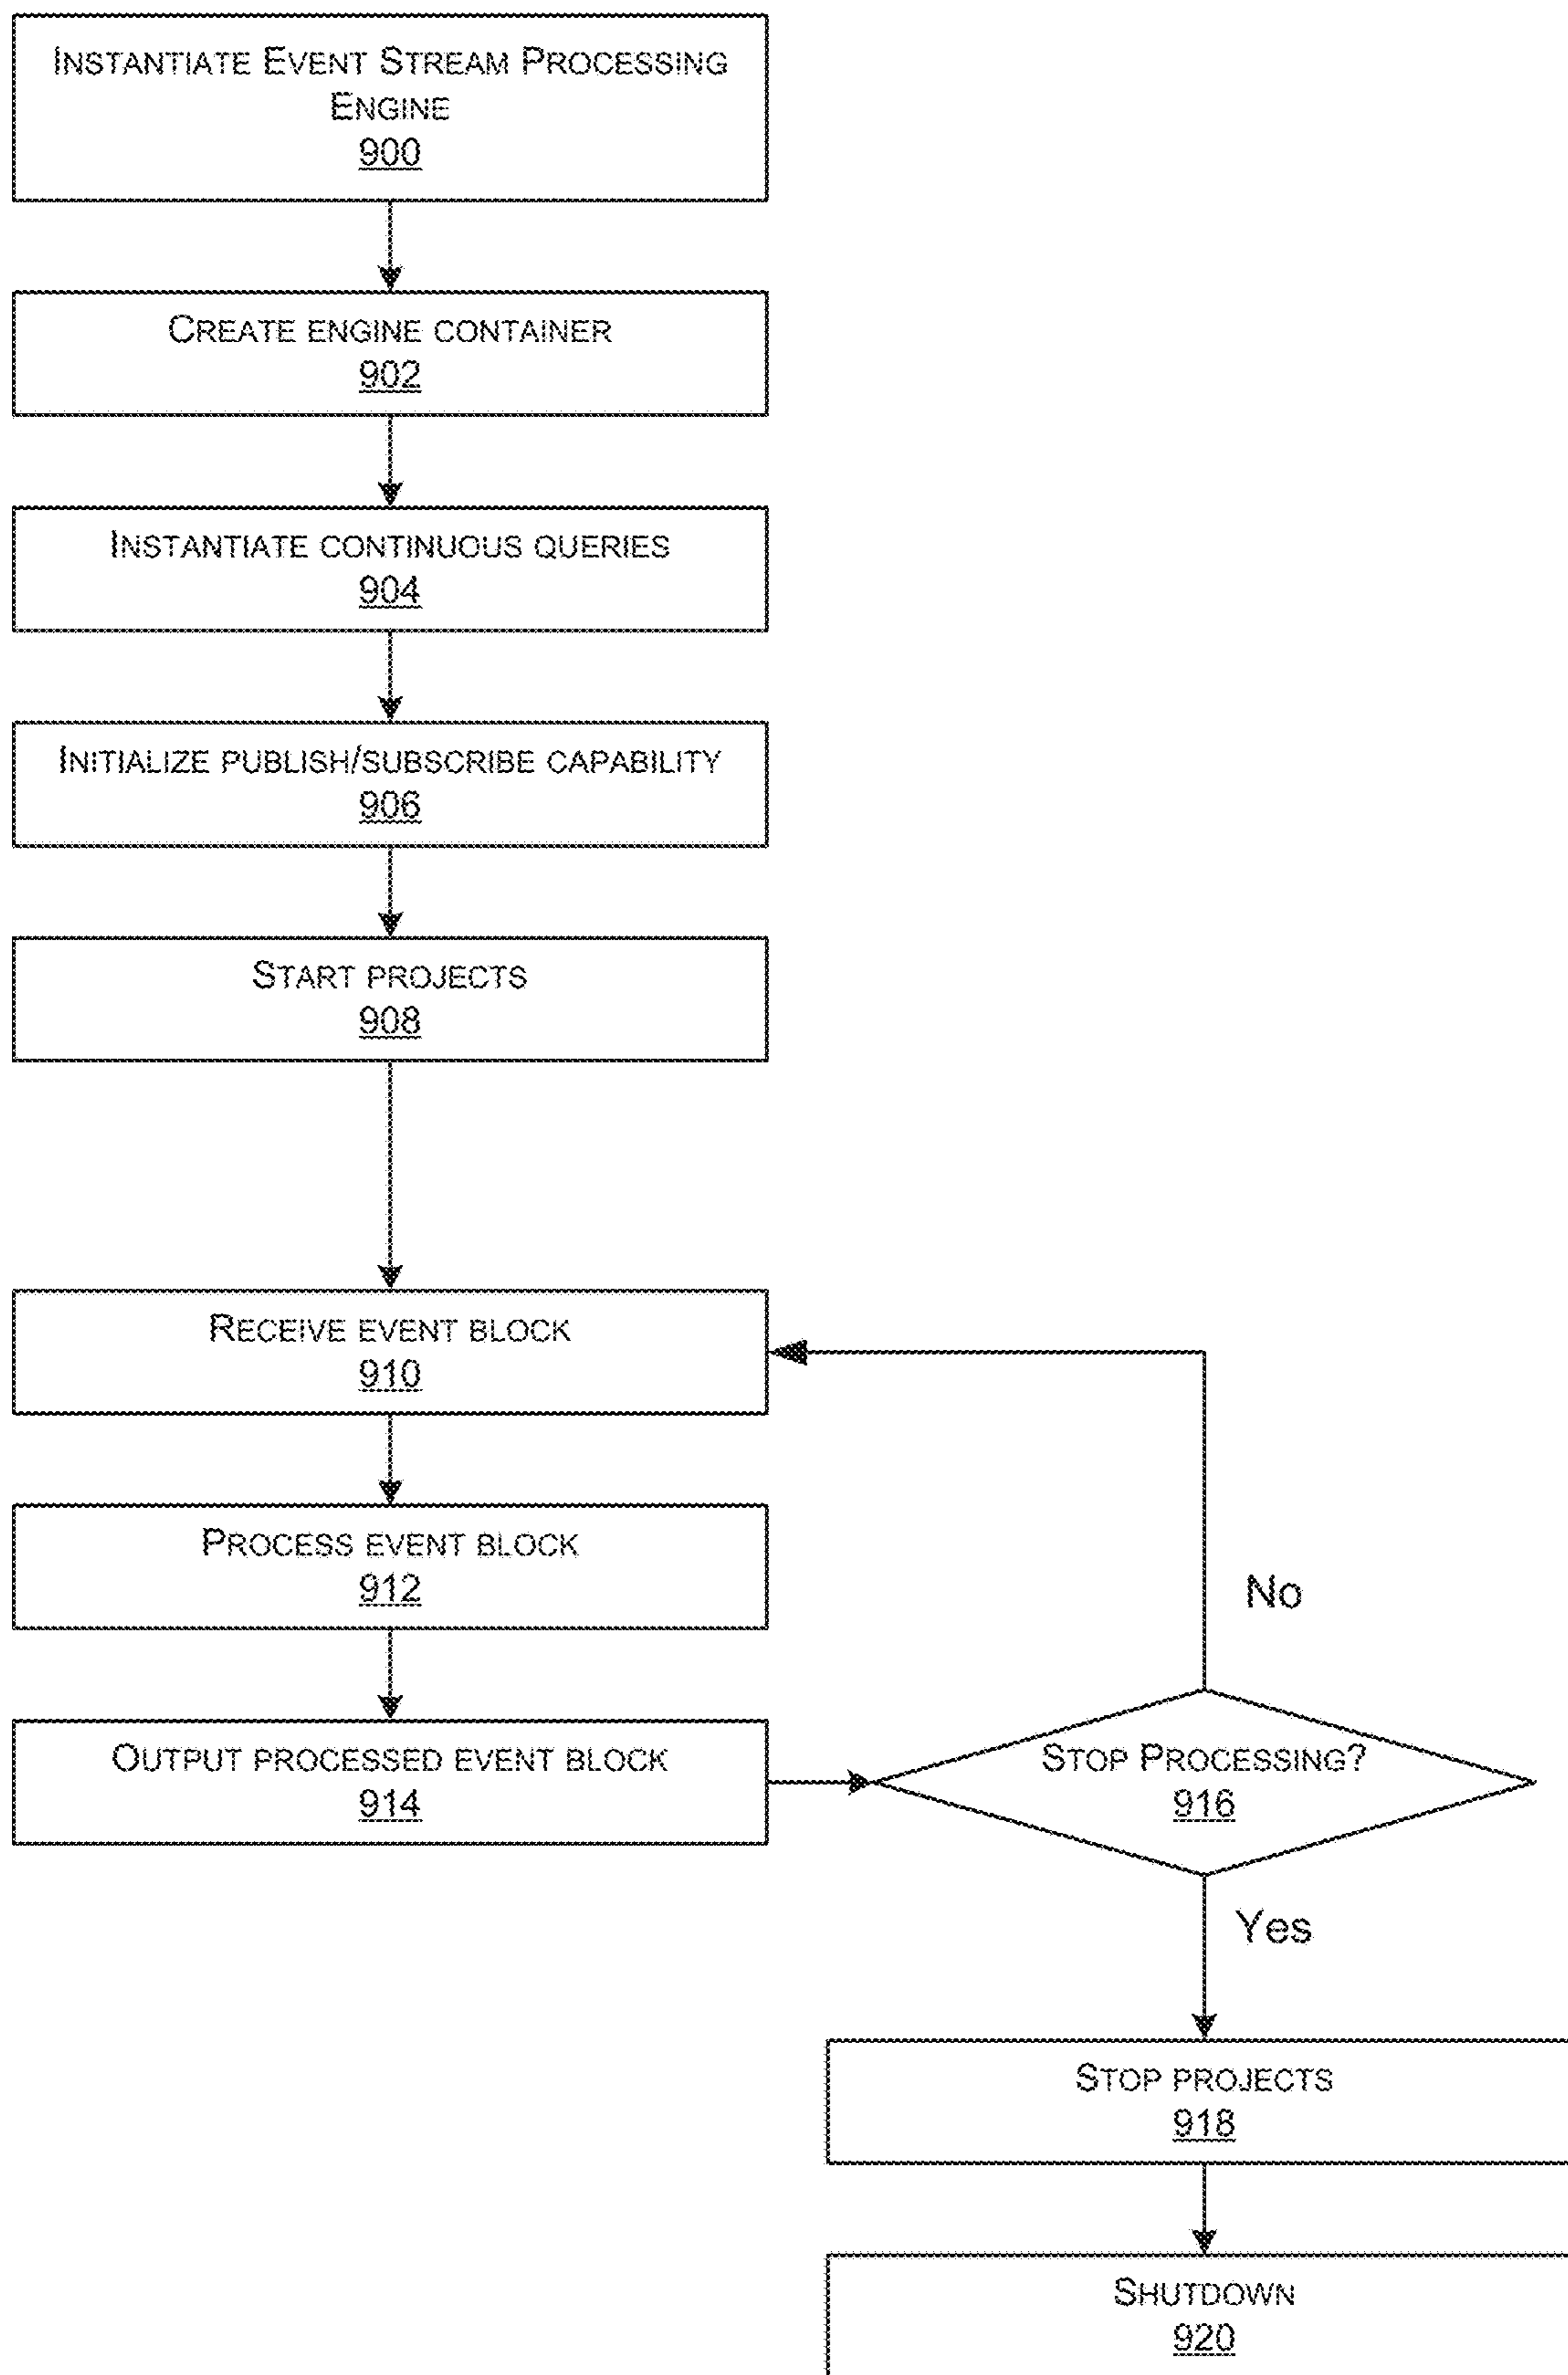 INSTANTIATE EVENT STREAM PROCESSING
ENGINE
900
CREATE ENGINE CONTAINER
902
INSTANTIATE CONTINUOUS QUERIES
904
INITIALIZE PUBLISH/SUBSCRIBE CAPABILITY
906
START PROJECTS
908
RECEIVE EVENT BLOCK
910
PROCESS EVENT BLOCK
912
No
OUTPUT PROCESSED EVENT BLOCK
914
STOP PROCESSING?
916
Yes
STOP PROJECTS
918
SHUTDOWN
920